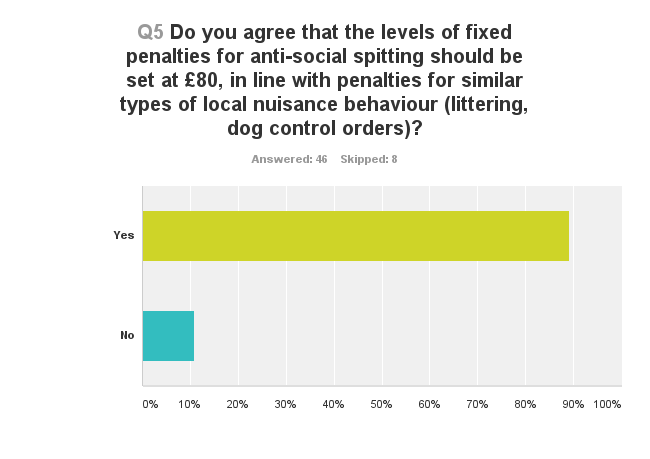 Q5 Do you agree that the levels of fixed
penalties for anti-social spitting should be
set at £80, in line with penalties for similar
types of local nuisance behaviour (littering,
dog control orders)?
Answered: 46 Skipped: 8
Yes
No
0% 10% 20% 30% 40% 50% 60% 70% 80% 90% 100%